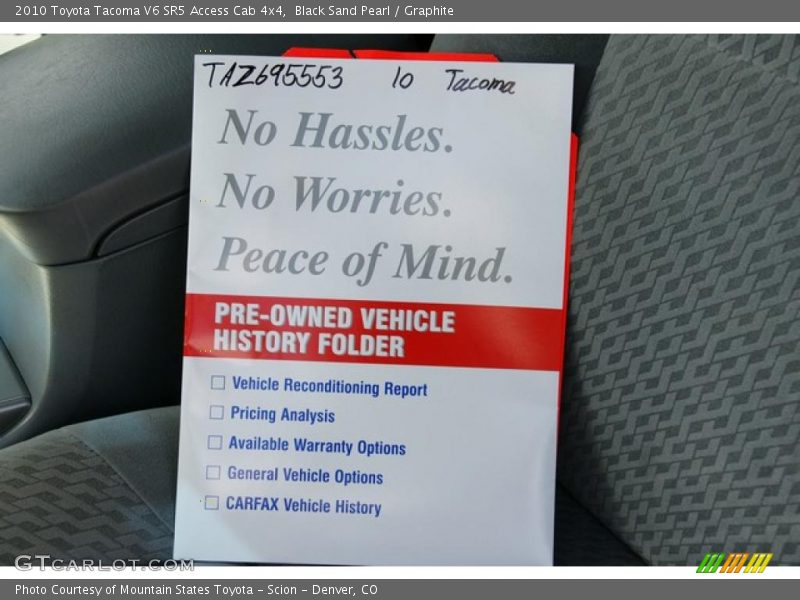 2010 Toyota Tacoma V6 SR5 Access Cab 4x4, Black Sand Pearl / Graphite
TAZ695553 10 Tacoma
No Hassles.
No Worries.
Peace of Mind.
PRE-OWNED VEHICLE
HISTORY FOLDER
Vehicle Reconditioning Report
Pricing Analysis
Available Warranty Options
General Vehicle Options
CARFAX Vehicle History
GTCARLOT.COM
Photo Courtesy of Mountain States Toyota - Scion - Denver, CO